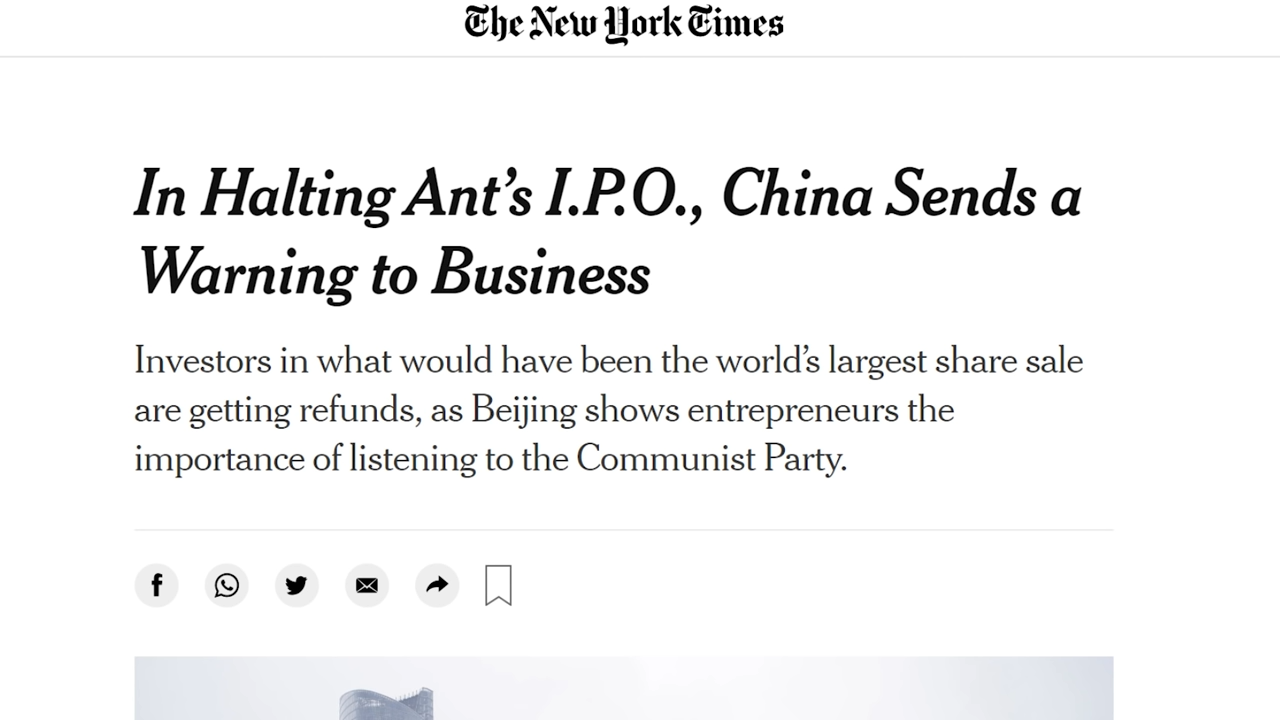 The New York Times
In Halting Ant’s I.P.O., China Sends a
Warning to Business
Investors in what would have been the world’s largest share sale
are getting refunds, as Beijing shows entrepreneurs the
importance of listening to the Communist Party.